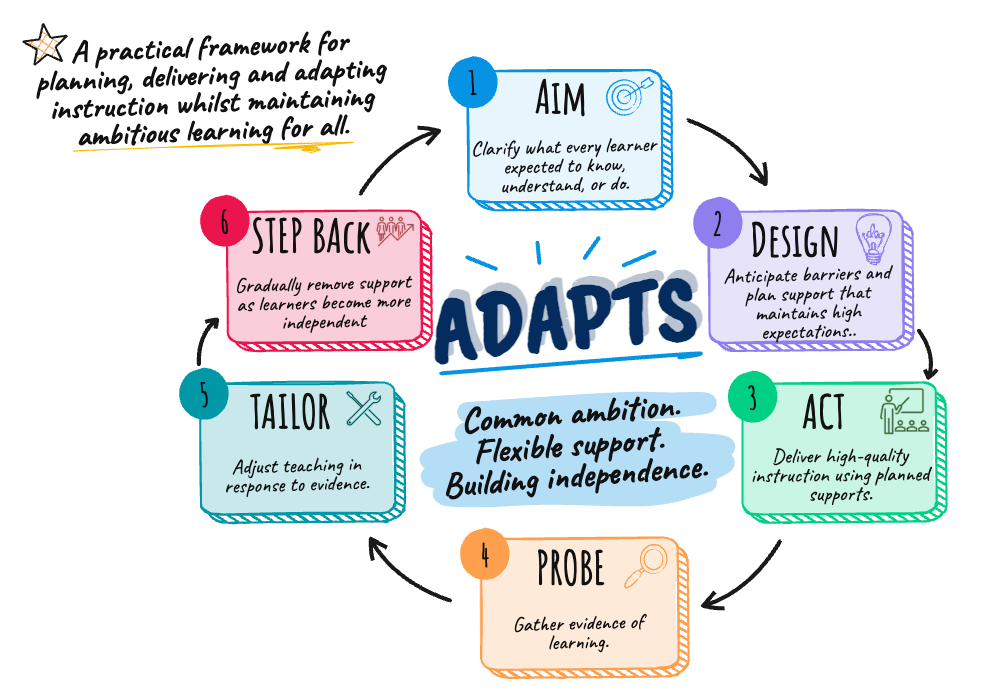 A practical framework for
planning, delivering and adapting
instruction whilst maintaining
ambitious learning for all.
1
AIM
Clarify what every learner
expected to know,
understand, or do.
2
DESIGN
Anticipate barriers and
plan support that
maintains high
expectations..
3
ACT
Deliver high-quality
instruction using planned
supports.
4
PROBE
Gather evidence of
learning.
5
TAILOR
Adjust teaching in
response to evidence.
6
STEP BACK
Gradually remove support
as learners become more
independent
ADAPTS
Common ambition.
Flexible support.
Building independence.